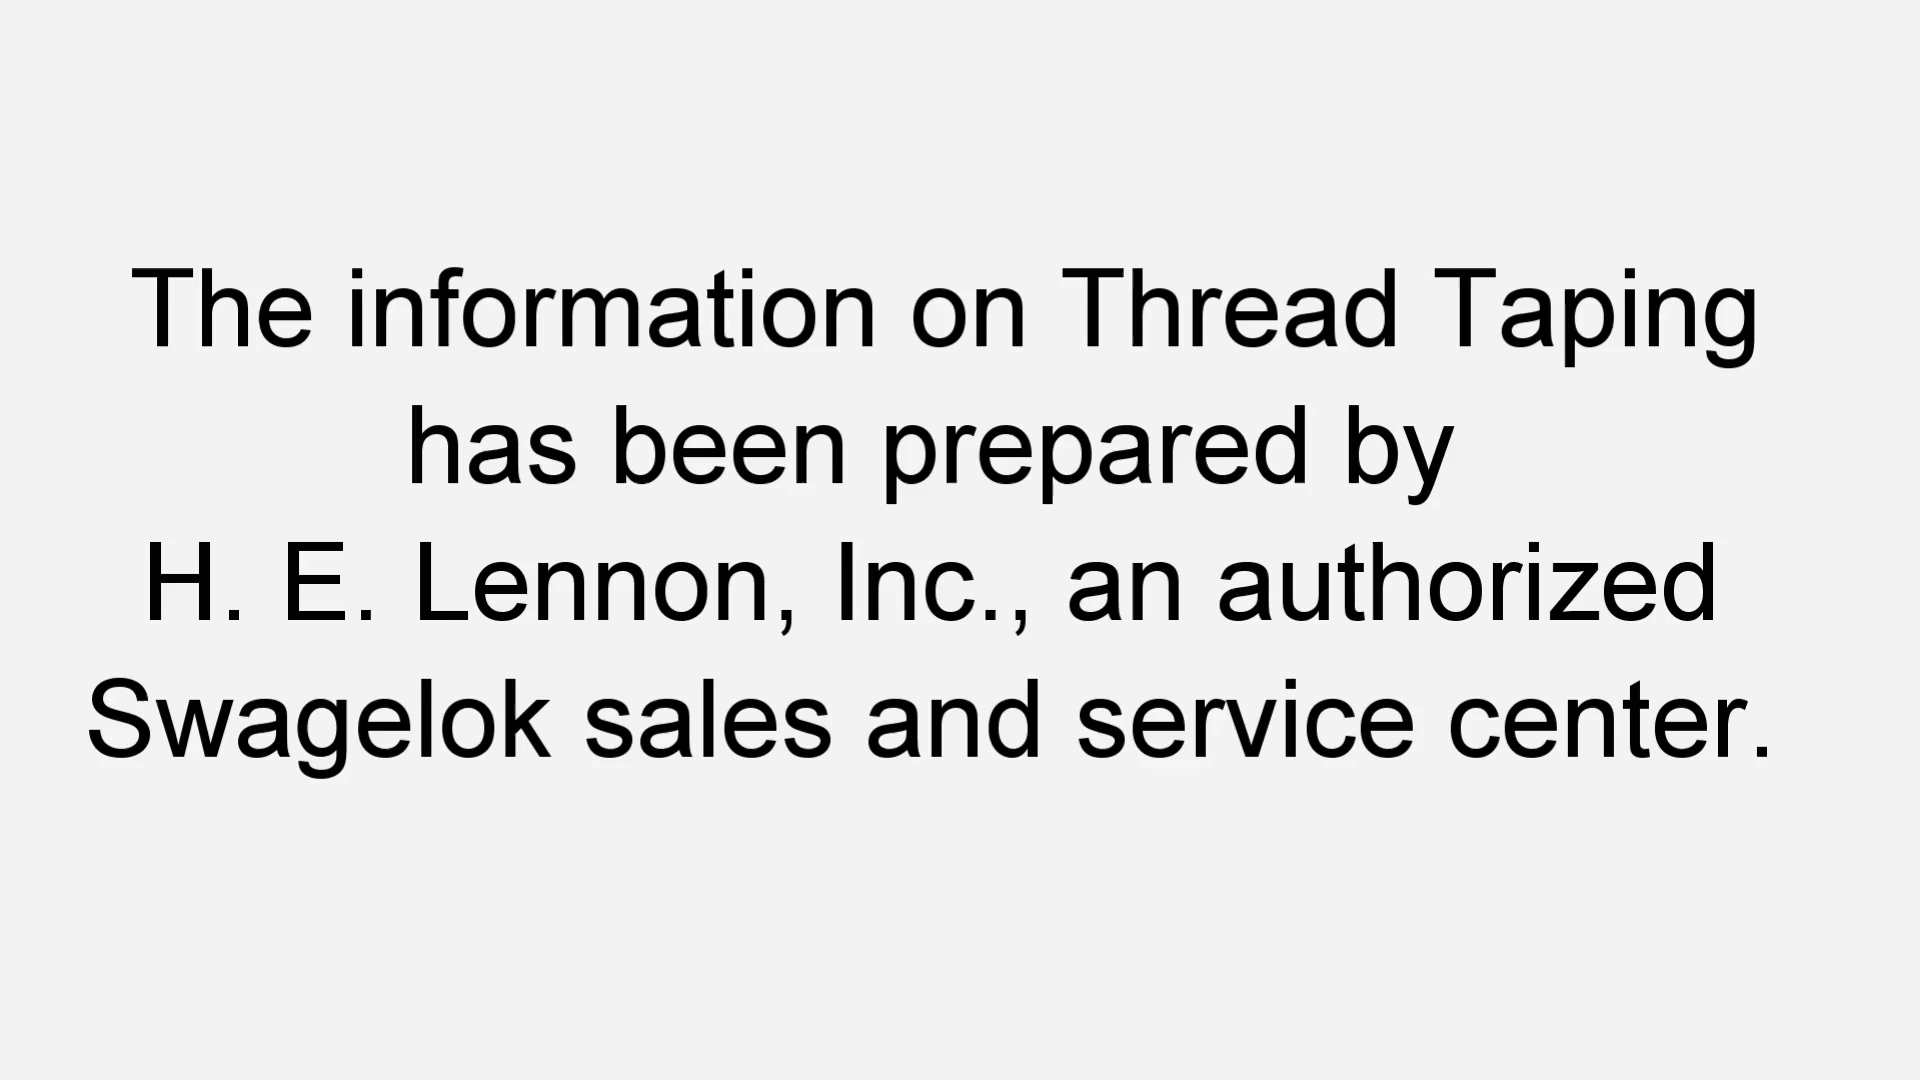 The information on Thread Taping
has been prepared by
H. E. Lennon, Inc., an authorized
Swagelok sales and service center.